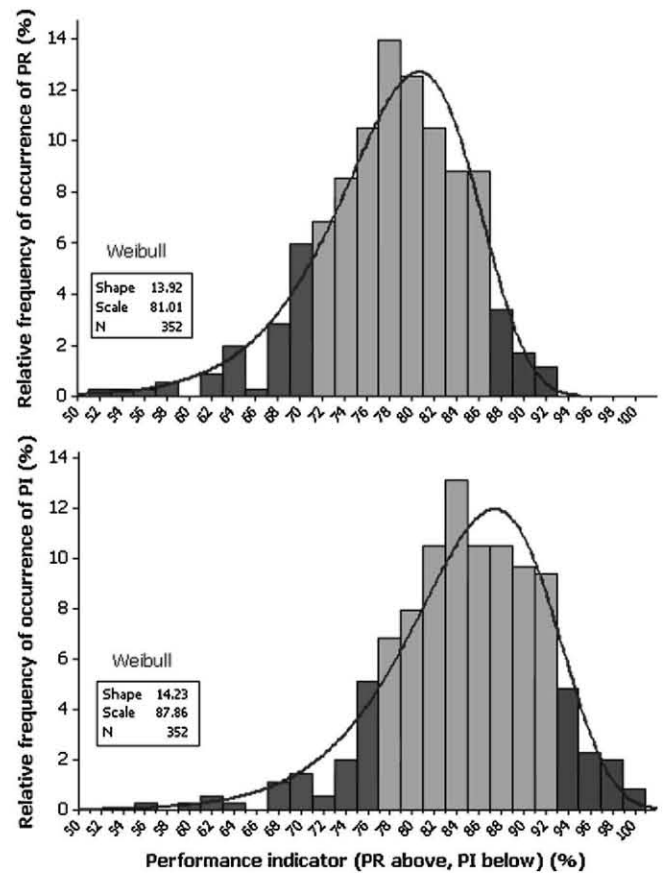 Relative frequency of occurrence of PR (%)
14
12
10
8
6
4
2
0
Weibull
Shape 13.92
Scale 81.01
N 352
50 52 54 56 58 60 62 64 66 68 70 72 74 76 78 80 82 84 86 88 90 92 94 96 98 100
Relative frequency of occurrence of PI (%)
14
12
10
8
6
4
2
0
Weibull
Shape 14.23
Scale 87.86
N 352
50 52 54 56 58 60 62 64 66 68 70 72 74 76 78 80 82 84 86 88 90 92 94 96 98 100
Performance indicator (PR above, PI below) (%)